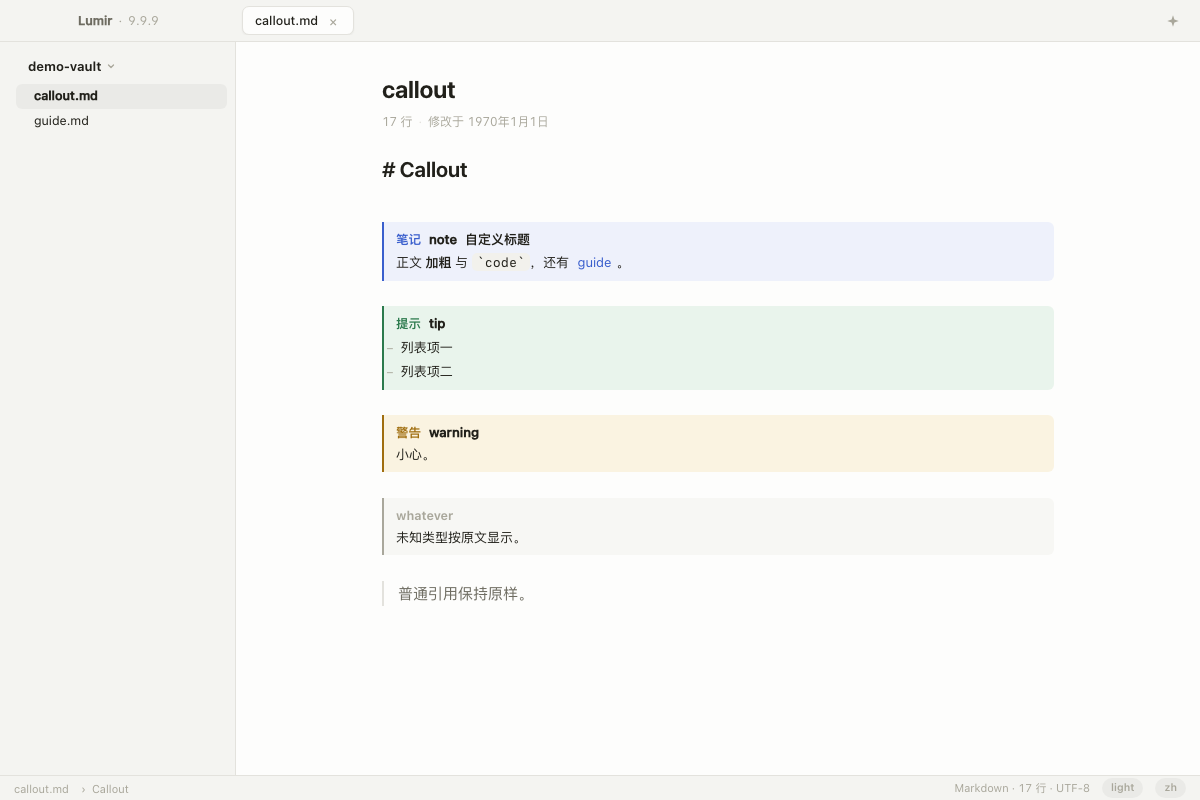 Lumir · 9.9.9
callout.md ×
demo-vault
callout.md
guide.md
callout
17 行 · 修改于 1970年1月1日
# Callout
笔记 note 自定义标题
正文 加粗 与 `code`，还有 guide 。
提示 tip
– 列表项一
– 列表项二
警告 warning
小心。
whatever
未知类型按原文显示。
普通引用保持原样。
callout.md › Callout
Markdown · 17 行 · UTF-8 light zh